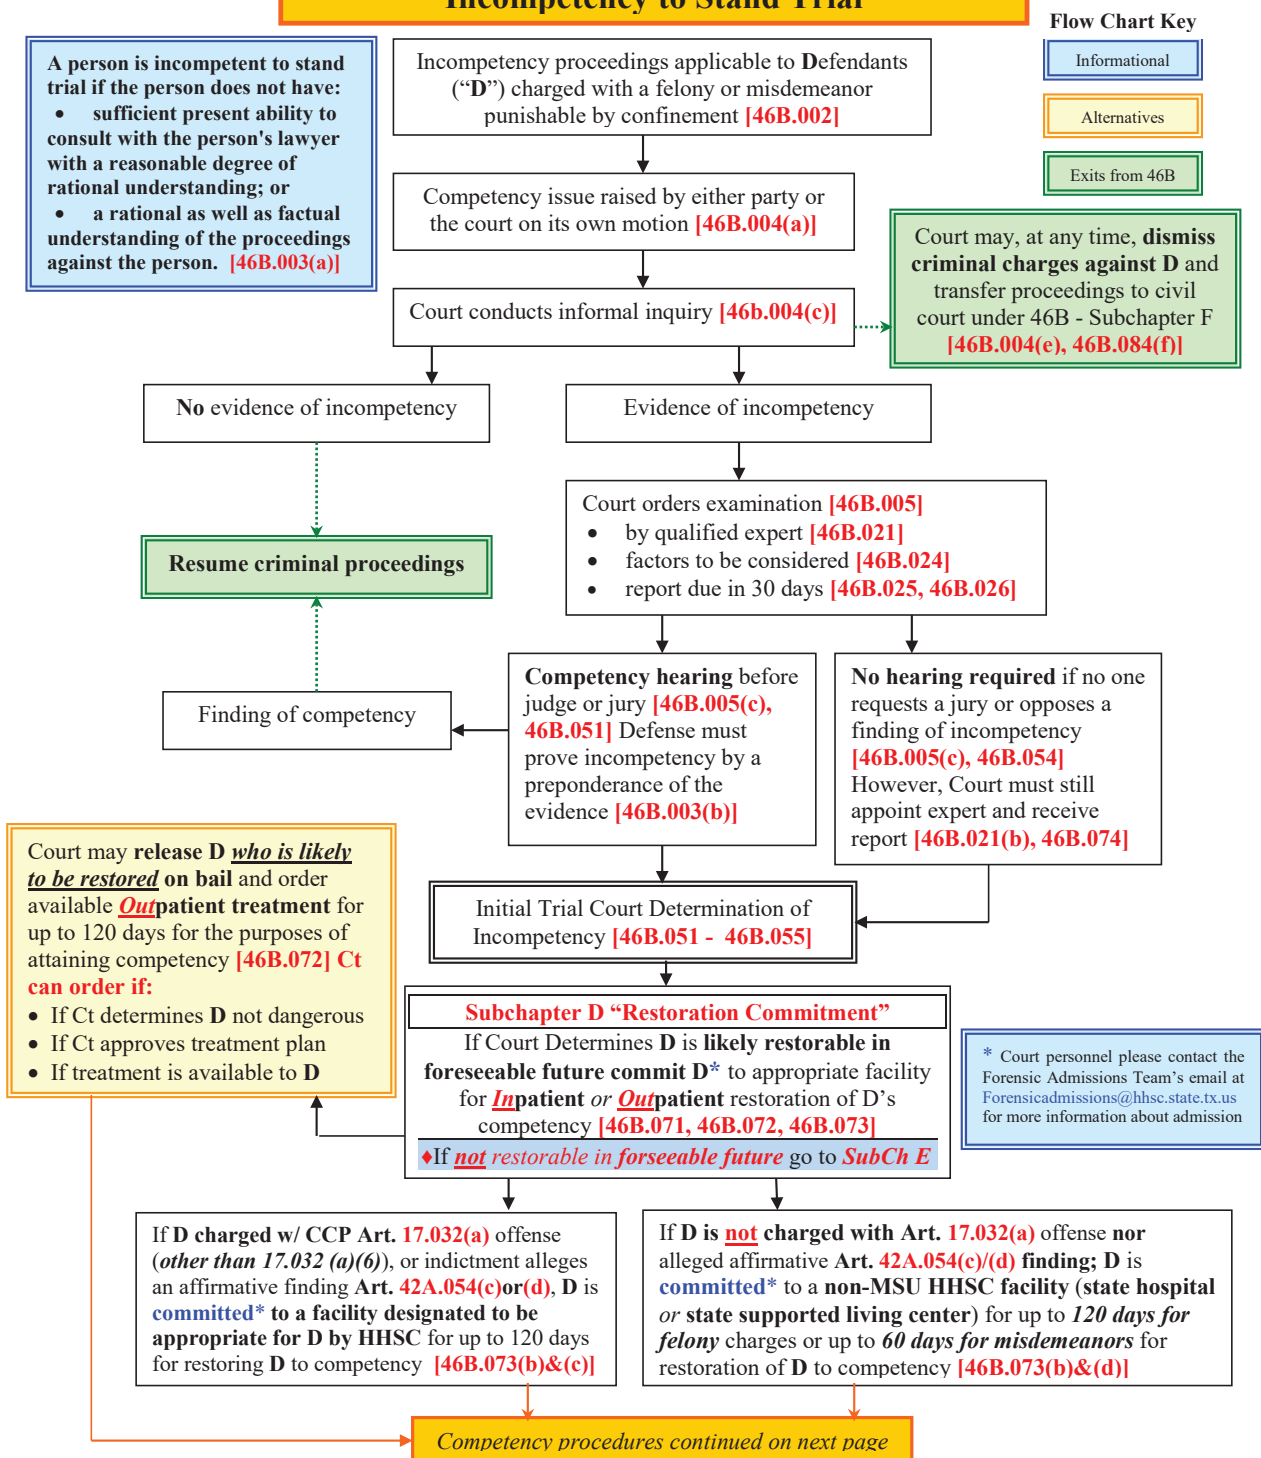 Incompetency to Stand Trial
Flow Chart Key
Informational
Alternatives
Exits from 46B
A person is incompetent to stand
trial if the person does not have:
• sufficient present ability to
consult with the person's lawyer
with a reasonable degree of
rational understanding; or
• a rational as well as factual
understanding of the proceedings
against the person. [46B.003(a)]
Incompetency proceedings applicable to Defendants
(“D”) charged with a felony or misdemeanor
punishable by confinement [46B.002]
Competency issue raised by either party or
the court on its own motion [46B.004(a)]
Court conducts informal inquiry [46b.004(c)]
Court may, at any time, dismiss
criminal charges against D and
transfer proceedings to civil
court under 46B - Subchapter F
[46B.004(e), 46B.084(f)]
No evidence of incompetency
Evidence of incompetency
Court orders examination [46B.005]
• by qualified expert [46B.021]
• factors to be considered [46B.024]
• report due in 30 days [46B.025, 46B.026]
Resume criminal proceedings
Finding of competency
Competency hearing before
judge or jury [46B.005(c),
46B.051] Defense must
prove incompetency by a
preponderance of the
evidence [46B.003(b)]
No hearing required if no one
requests a jury or opposes a
finding of incompetency
[46B.005(c), 46B.054]
However, Court must still
appoint expert and receive
report [46B.021(b), 46B.074]
Court may release D who is likely
to be restored on bail and order
available Outpatient treatment for
up to 120 days for the purposes of
attaining competency [46B.072] Ct
can order if:
• If Ct determines D not dangerous
• If Ct approves treatment plan
• If treatment is available to D
Initial Trial Court Determination of
Incompetency [46B.051 - 46B.055]
Subchapter D “Restoration Commitment”
If Court Determines D is likely restorable in
foreseeable future commit D* to appropriate facility
for Inpatient or Outpatient restoration of D’s
competency [46B.071, 46B.072, 46B.073]
♦If not restorable in forseeable future go to SubCh E
* Court personnel please contact the
Forensic Admissions Team’s email at
Forensicadmissions@hhsc.state.tx.us
for more information about admission
If D charged w/ CCP Art. 17.032(a) offense
(other than 17.032 (a)(6)), or indictment alleges
an affirmative finding Art. 42A.054(c)or(d), D is
committed* to a facility designated to be
appropriate for D by HHSC for up to 120 days
for restoring D to competency [46B.073(b)&(c)]
If D is not charged with Art. 17.032(a) offense nor
alleged affirmative Art. 42A.054(c)/(d) finding; D is
committed* to a non-MSU HHSC facility (state hospital
or state supported living center) for up to 120 days for
felony charges or up to 60 days for misdemeanors for
restoration of D to competency [46B.073(b)&(d)]
Competency procedures continued on next page